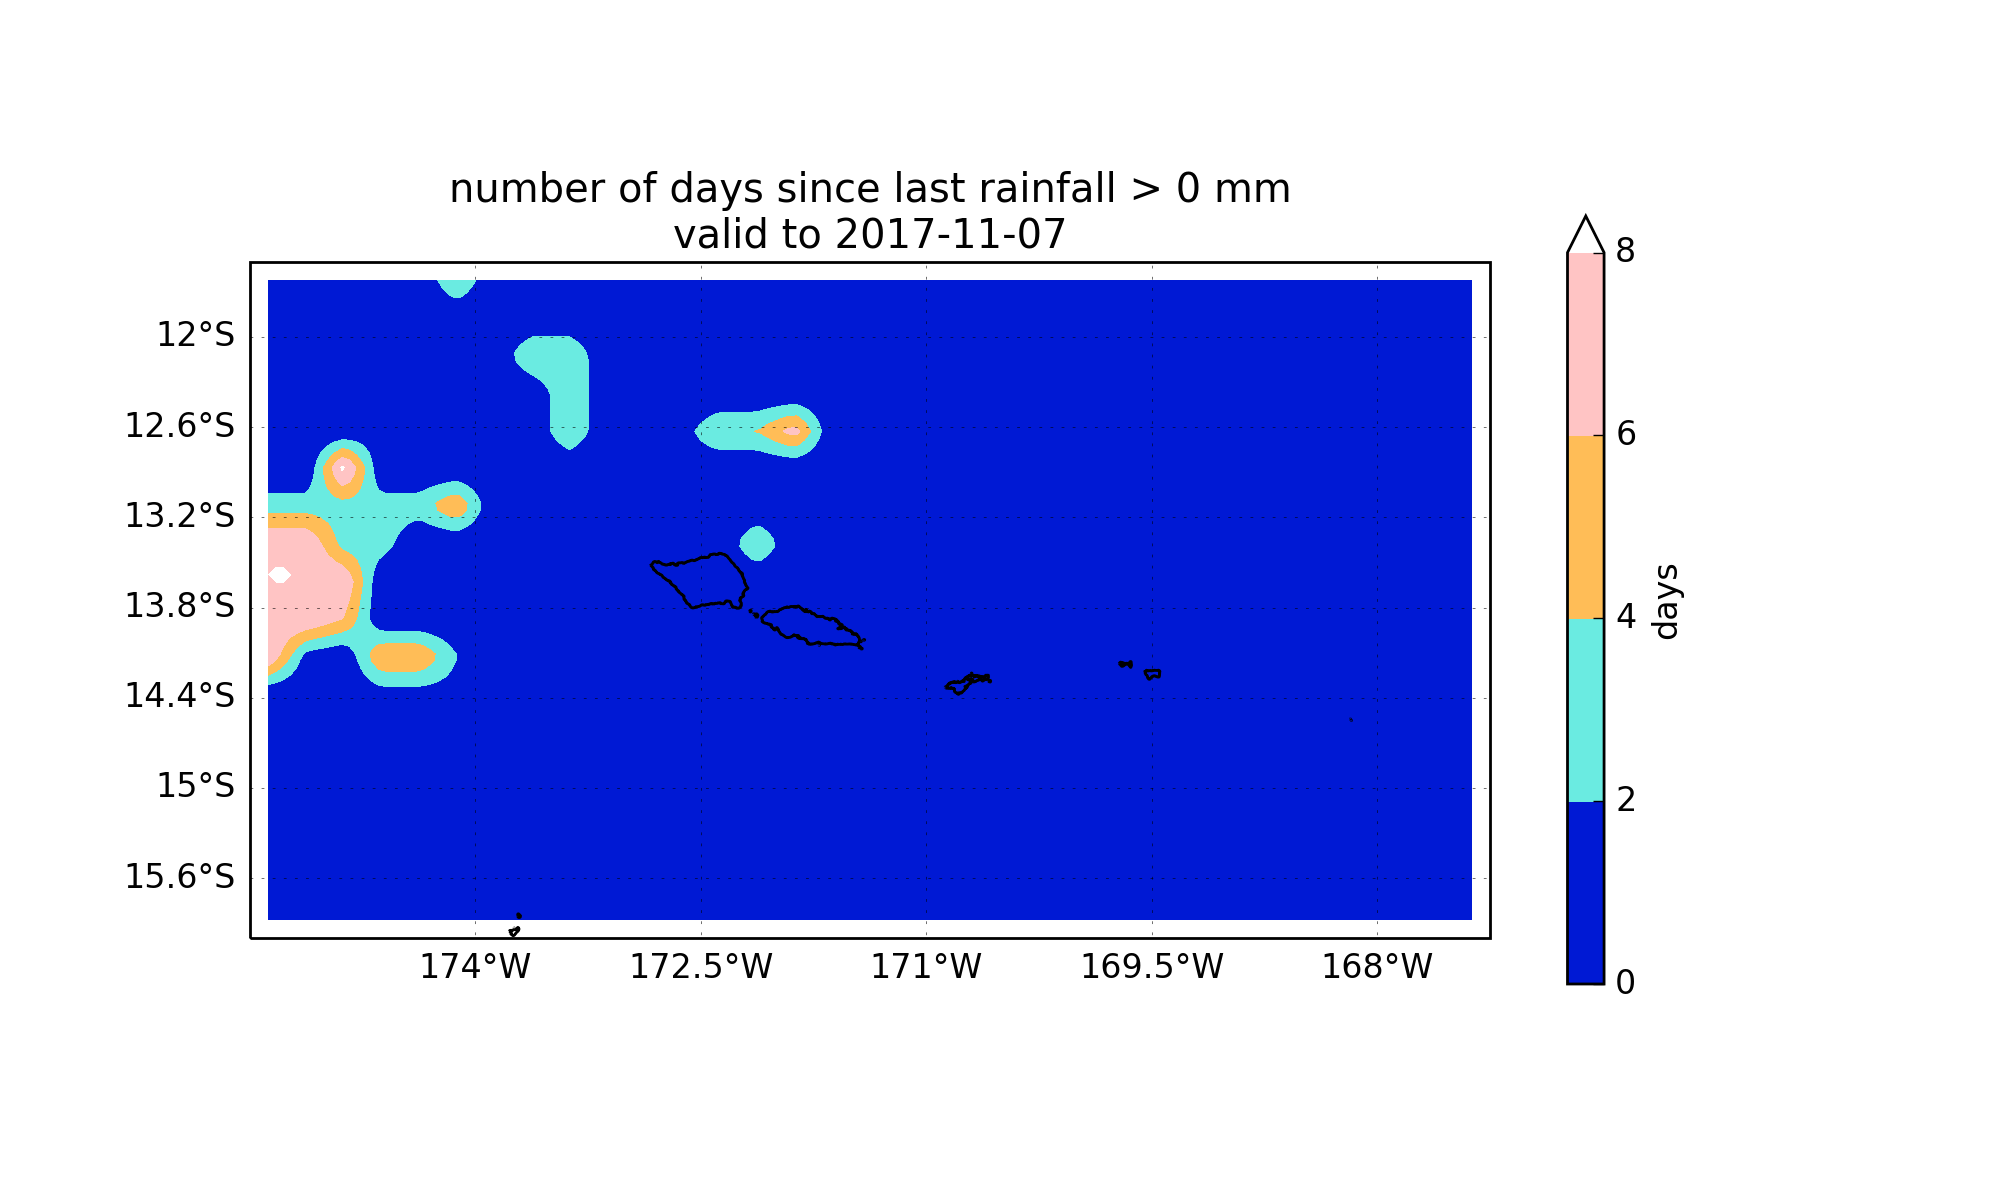 number of days since last rainfall > 0 mm
valid to 2017-11-07
12°S
12.6°S
13.2°S
13.8°S
14.4°S
15°S
15.6°S
174°W 172.5°W 171°W 169.5°W 168°W
8
6
4
2
0
days